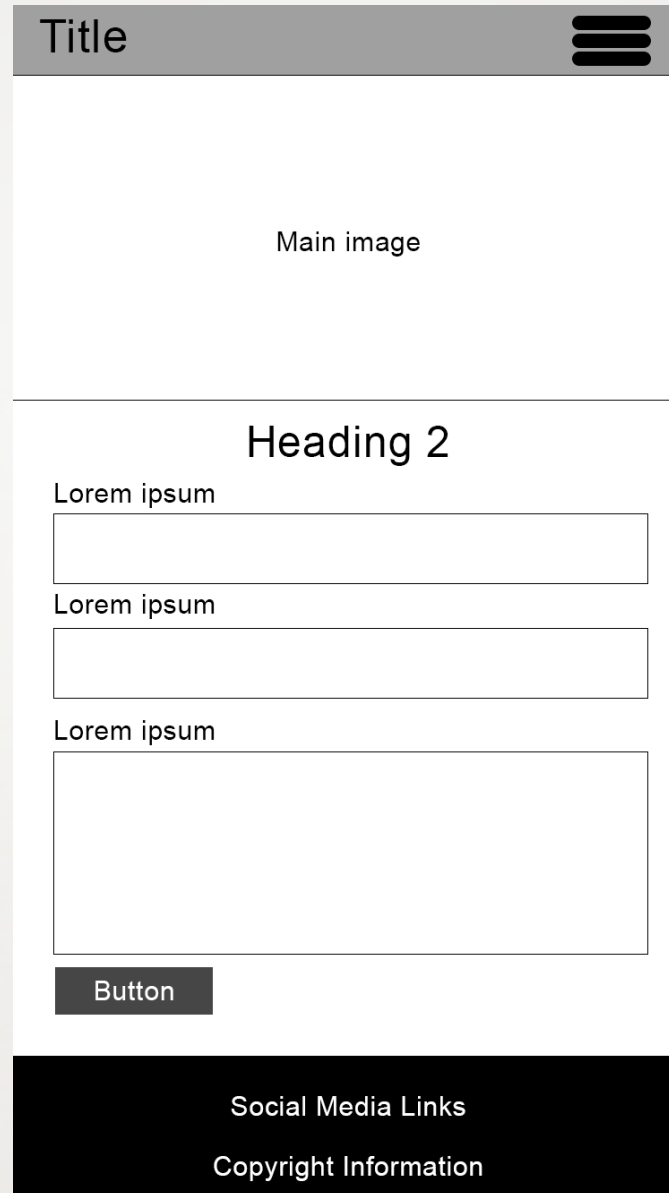 Title
Main image
Heading 2
Lorem ipsum
Lorem ipsum
Lorem ipsum
Button
Social Media Links
Copyright Information